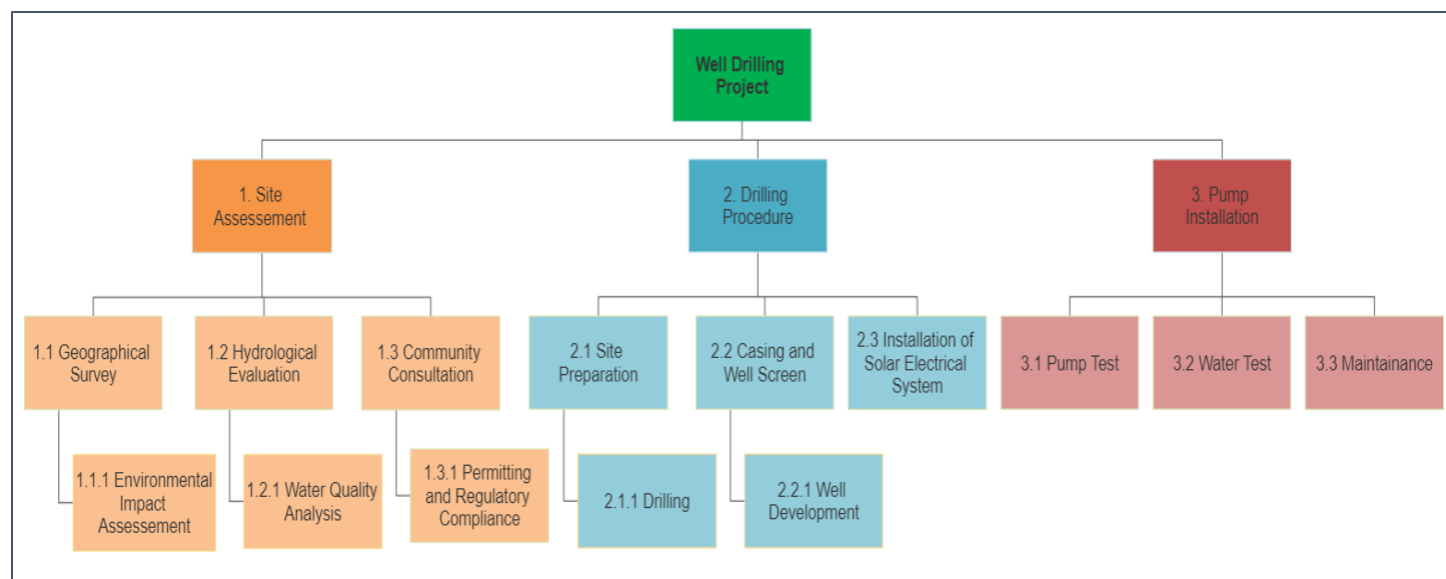 Well Drilling
Project
1. Site
Assessement
2. Drilling
Procedure
3. Pump
Installation
1.1 Geographical
Survey
1.2 Hydrological
Evaluation
1.3 Community
Consultation
2.1 Site
Preparation
2.2 Casing and
Well Screen
2.3 Installation of
Solar Electrical
System
3.1 Pump Test
3.2 Water Test
3.3 Maintainance
1.1.1 Environmental
Impact
Assessement
1.2.1 Water Quality
Analysis
1.3.1 Permitting
and Regulatory
Compliance
2.1.1 Drilling
2.2.1 Well
Development